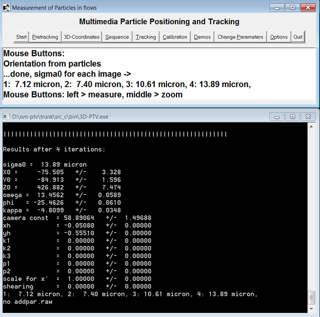 Measurement of Particles in flows
Multimedia Particle Positioning and Tracking
Start Pretracking 3D-Coordinates Sequence Tracking Calibration Demos Change Parameters Options Quit
Mouse Buttons:
Orientation from particles
...done, sigma0 for each image ->
1: 7.12 micron, 2: 7.40 micron, 3: 10.61 micron, 4: 13.89 micron,
Mouse Buttons: left > measure, middle > zoom
D:\svn-ptv\trunk\src_c\bin\3D-PTV.exe
Results after 4 iterations:
sigma0 = 13.89 micron
X0 = -75.505 +/- 3.328
Y0 = -84.913 +/- 1.596
Z0 = 426.882 +/- 7.474
omega = 13.4562 +/- 0.0589
phi = -25.4626 +/- 0.0610
kappa = -4.8099 +/- 0.0348
camera const = 58.89064 +/- 1.49688
xh = -0.05080 +/- 0.00000
yh = -0.55510 +/- 0.00000
k1 = 0.00000 +/- 0.00000
k2 = 0.00000 +/- 0.00000
k3 = 0.00000 +/- 0.00000
p1 = 0.00000 +/- 0.00000
p2 = 0.00000 +/- 0.00000
scale for x' = 1.00000 +/- 0.00000
shearing = 0.00000 +/- 0.00000
1: 7.12 micron, 2: 7.40 micron, 3: 10.61 micron, 4: 13.89 micron,
no addpar.raw